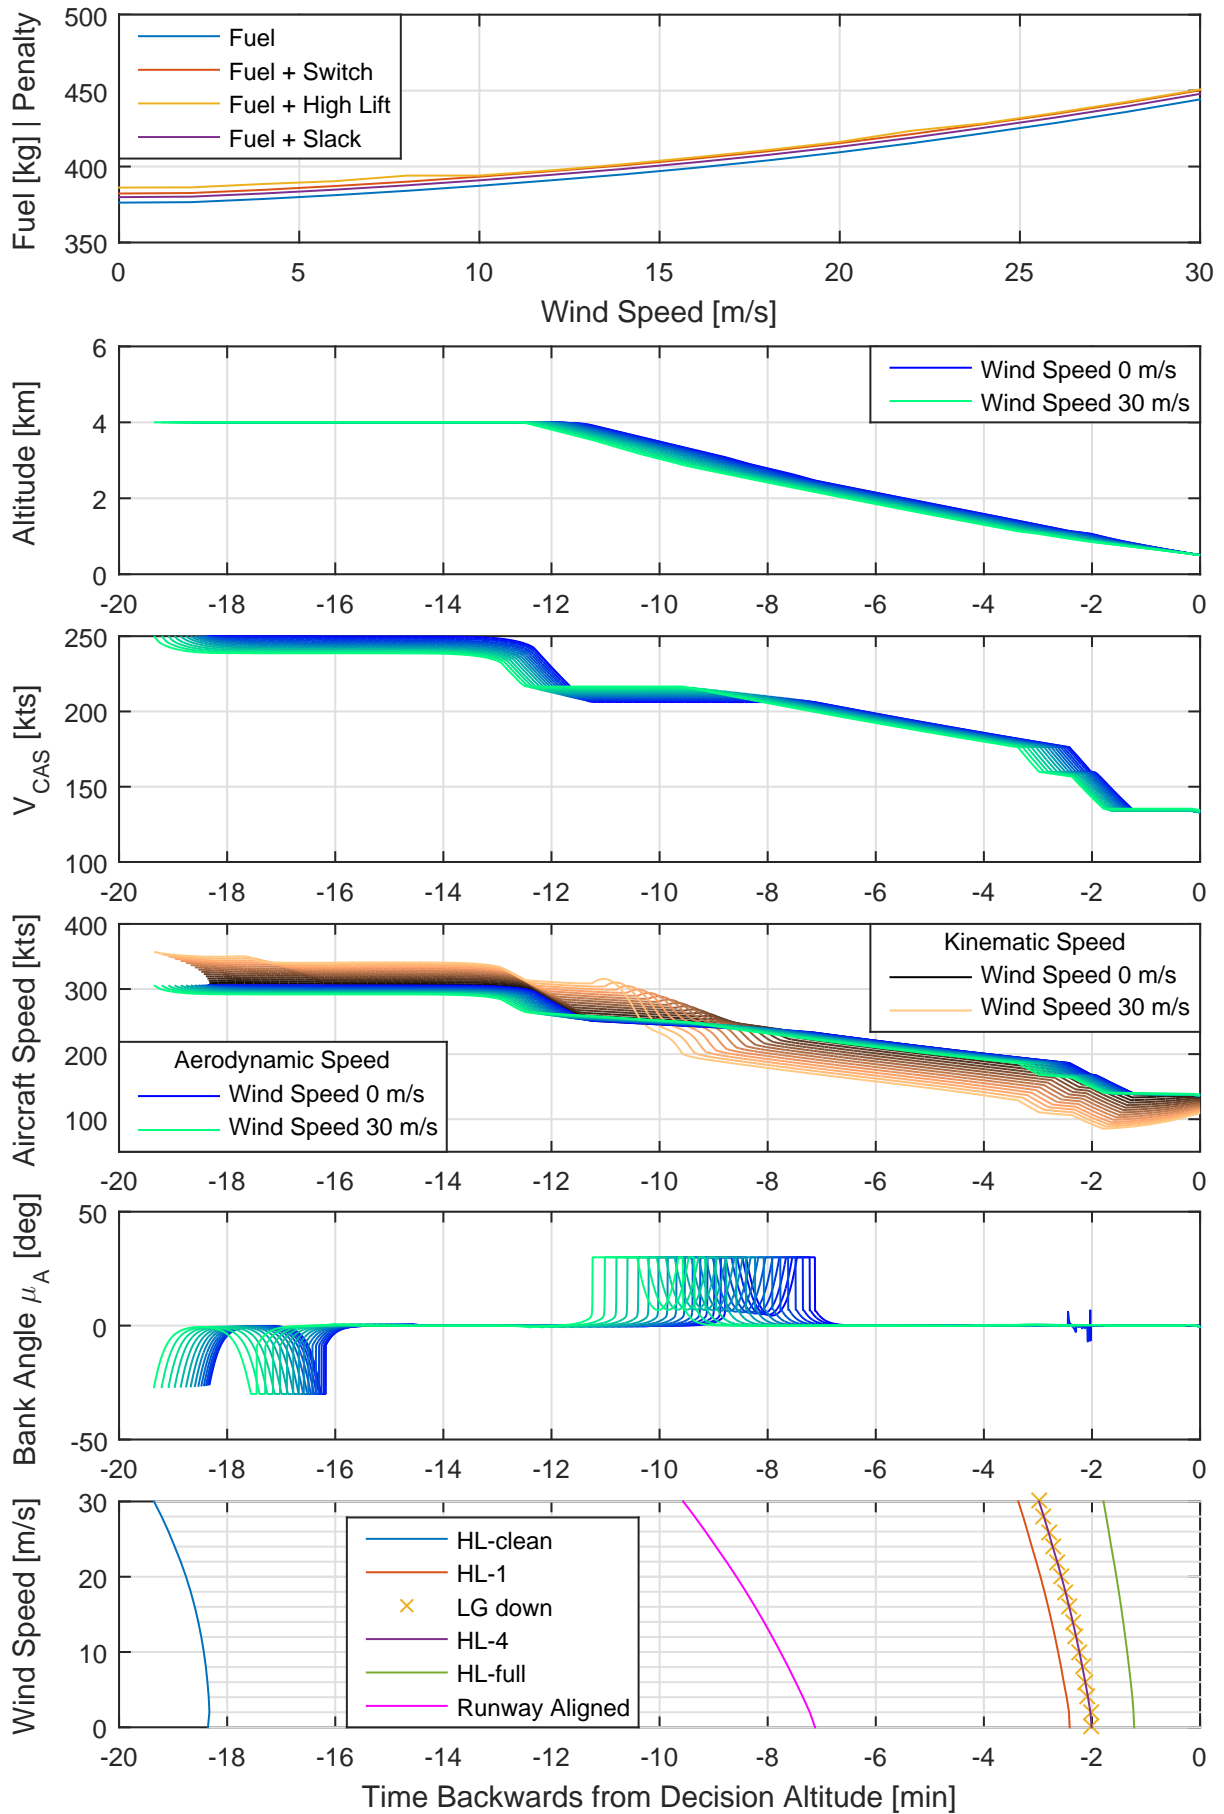 Fuel [kg] | Penalty
500
450
400
350
Fuel
Fuel + Switch
Fuel + High Lift
Fuel + Slack
0 5 10 15 20 25 30
Wind Speed [m/s]
Altitude [km]
6
4
2
0
Wind Speed 0 m/s
Wind Speed 30 m/s
-20 -18 -16 -14 -12 -10 -8 -6 -4 -2 0
V_CAS [kts]
250
200
150
100
-20 -18 -16 -14 -12 -10 -8 -6 -4 -2 0
Aircraft Speed [kts]
400
300
200
100
Kinematic Speed
Wind Speed 0 m/s
Wind Speed 30 m/s
Aerodynamic Speed
Wind Speed 0 m/s
Wind Speed 30 m/s
-20 -18 -16 -14 -12 -10 -8 -6 -4 -2 0
Bank Angle μ_A [deg]
50
0
-50
-20 -18 -16 -14 -12 -10 -8 -6 -4 -2 0
Wind Speed [m/s]
30
20
10
0
HL-clean
HL-1
LG down
HL-4
HL-full
Runway Aligned
-20 -18 -16 -14 -12 -10 -8 -6 -4 -2 0
Time Backwards from Decision Altitude [min]